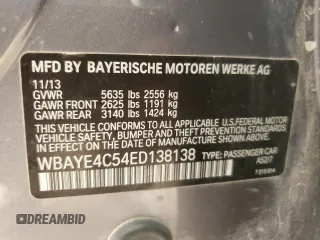 MFD BY BAYERISCHE MOTOREN WERKE AG
11/13
GVWR 5635 lbs 2556 kg
GAWR FRONT 2625 lbs 1191 kg
GAWR REAR 3140 lbs 1424 kg
THIS VEHICLE CONFORMS TO ALL APPLICABLE FEDERAL MOTOR
VEHICLE SAFETY, BUMPER AND THEFT PREVENTION STANDARDS
IN EFFECT ON THE DATE OF MANUFACTURE SHOWN ABOVE.
WBAYE4C54ED138138 TYPE: PASSENGER CAR
DREAMBID